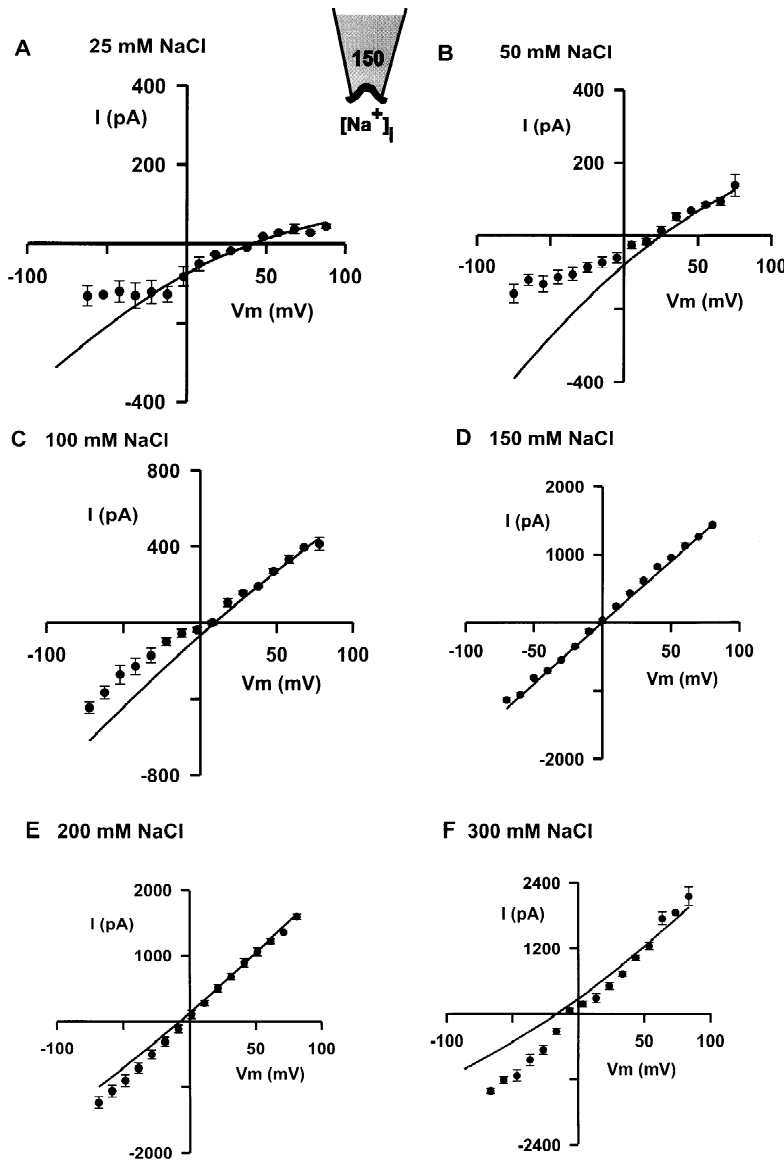 A 25 mM NaCl
400
I (pA)
200
-100
50
100
Vm (mV)
-400
150
[Na+]i
B 50 mM NaCl
400
I (pA)
200
-100
50
100
Vm (mV)
-400
C 100 mM NaCl
800
I (pA)
400
-100
50
100
Vm (mV)
-800
D 150 mM NaCl
2000
I (pA)
1000
-100
-50
50
100
Vm (mV)
-2000
E 200 mM NaCl
2000
I (pA)
1000
-100
50
100
Vm (mV)
-2000
F 300 mM NaCl
2400
I (pA)
1200
-100
50
100
Vm (mV)
-2400